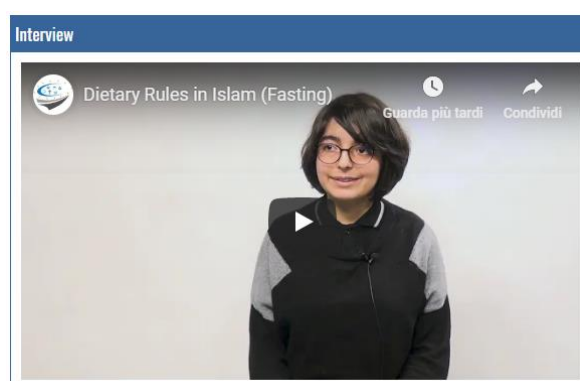 Interview
Dietary Rules in Islam (Fasting)
Guarda più tardi
Condividi